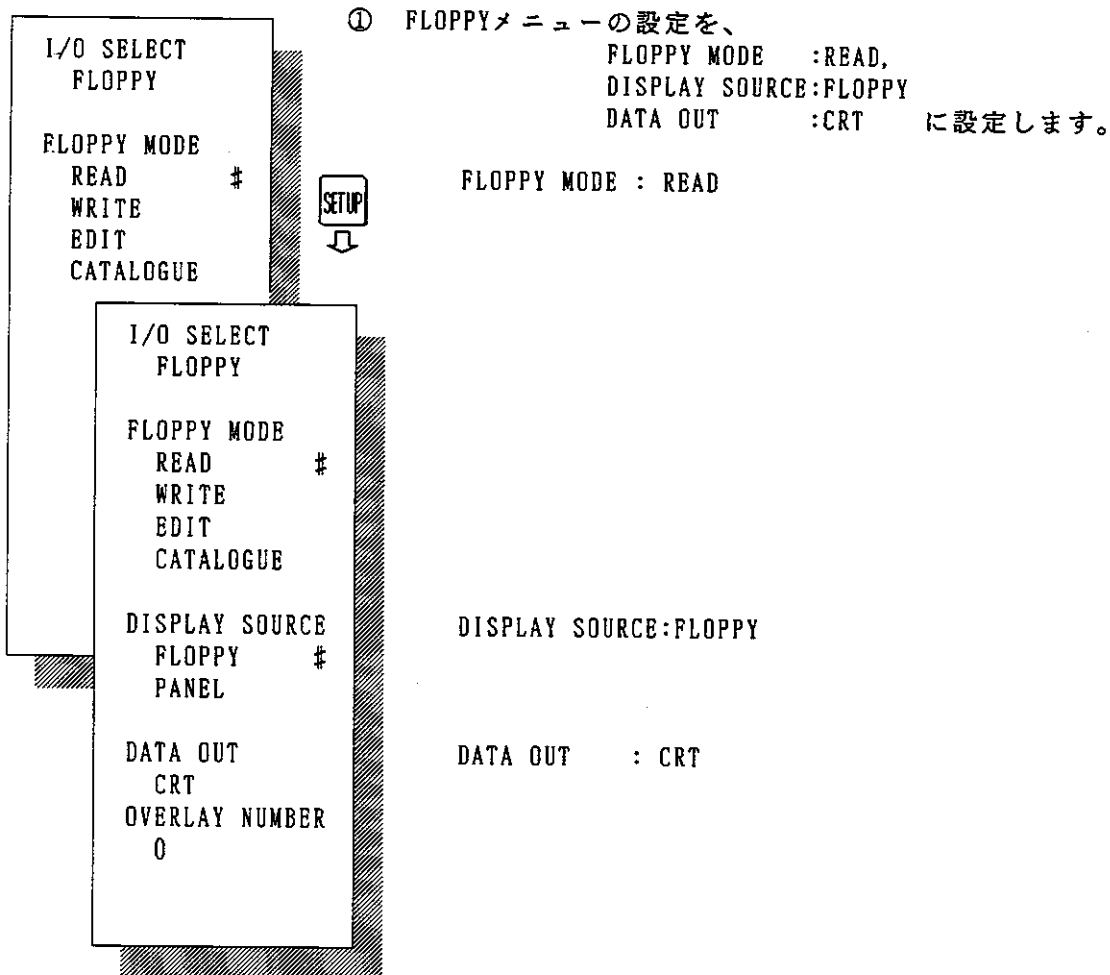 ① FLOPPYメニューの設定を、
FLOPPY MODE :READ,
DISPLAY SOURCE:FLOPPY
DATA OUT :CRT に設定します。
I/O SELECT
FLOPPY
FLOPPY MODE
READ #
WRITE
EDIT
CATALOGUE
SETUP
FLOPPY MODE : READ
I/O SELECT
FLOPPY
FLOPPY MODE
READ #
WRITE
EDIT
CATALOGUE
DISPLAY SOURCE
FLOPPY #
PANEL
DATA OUT
CRT
OVERLAY NUMBER
0
DISPLAY SOURCE:FLOPPY
DATA OUT : CRT